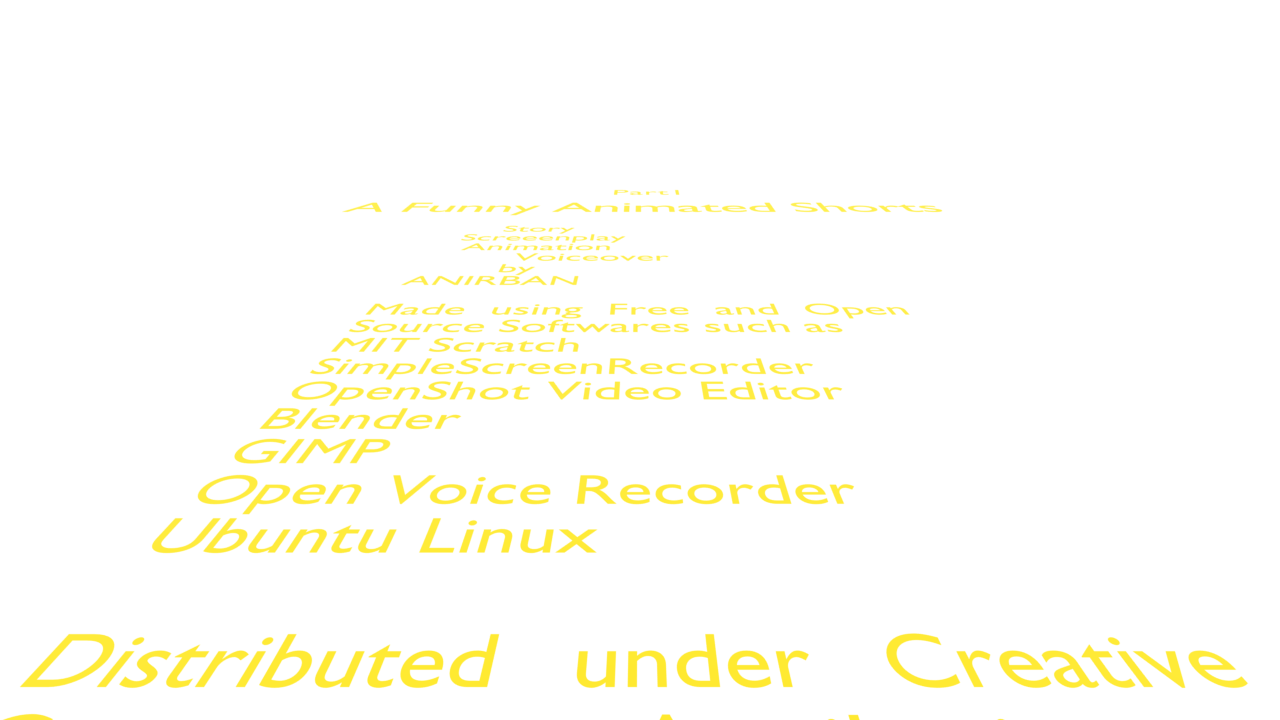 Part I
A Funny Animated Shorts
Story
Screeenplay
Animation
Voiceover
by
ANIRBAN
Made using Free and Open
Source Softwares such as
MIT Scratch
SimpleScreenRecorder
OpenShot Video Editor
Blender
GIMP
Open Voice Recorder
Ubuntu Linux
Distributed under Creative